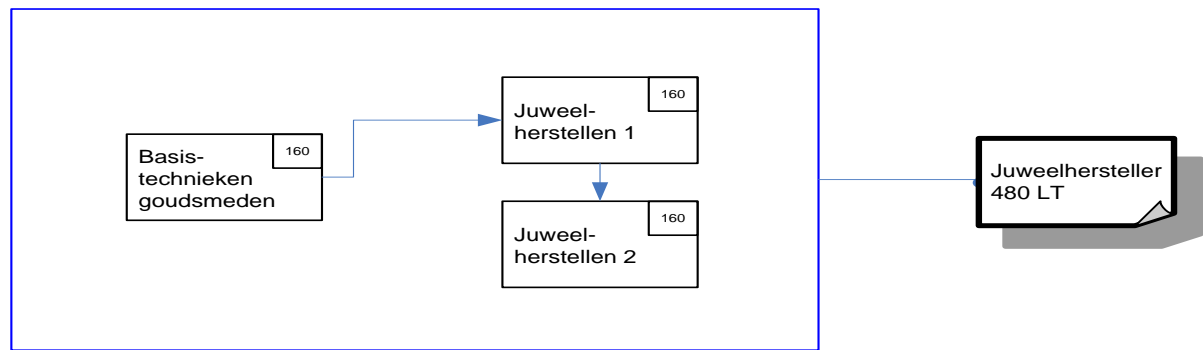 160
Basis-
technieken
goudsmeden
160
Juweel-
herstellen 1
160
Juweel-
herstellen 2
Juweelhersteller
480 LT